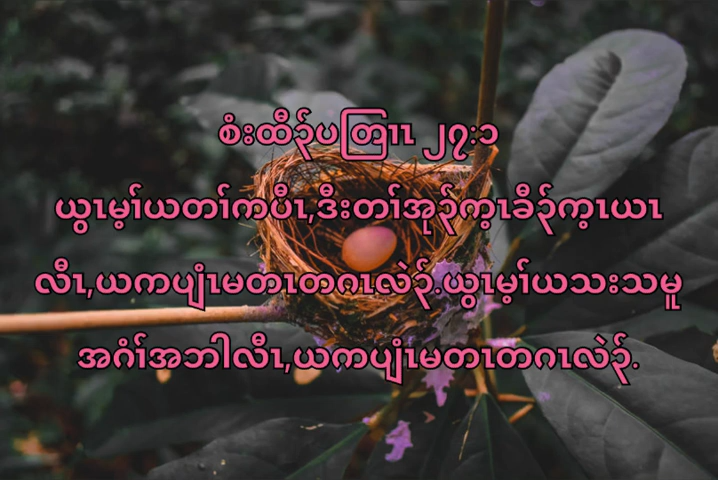 စံးထီၣ်ပတြၢၤ ၂၇:၁
ယွၤမ့ၢ်ယတၢ်ကပီၤ,ဒီးတၢ်အုၣ်က့ၤခီၣ်က့ၤယၤ
လီၤ,ယကပျံၤမတၤတဂၤလဲၣ်.ယွၤမ့ၢ်ယသးသမူ
အဂံၢ်အဘါလီၤ,ယကပျံၤမတၤတဂၤလဲၣ်.